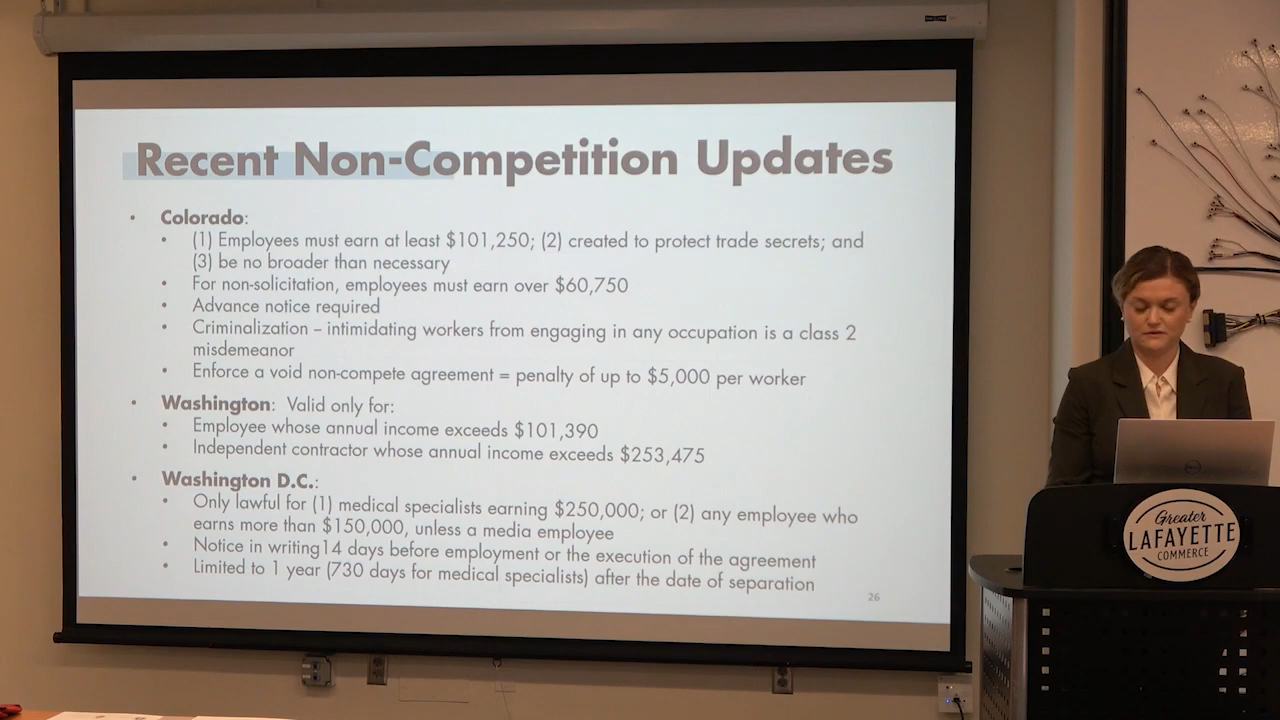 Recent Non-Competition Updates
• Colorado:
• (1) Employees must earn at least $101,250; (2) created to protect trade secrets; and
(3) be no broader than necessary
• For non-solicitation, employees must earn over $60,750
• Advance notice required
• Criminalization – intimidating workers from engaging in any occupation is a class 2
misdemeanor
• Enforce a void non-compete agreement = penalty of up to $5,000 per worker
• Washington: Valid only for:
• Employee whose annual income exceeds $101,390
• Independent contractor whose annual income exceeds $253,475
• Washington D.C.:
• Only lawful for (1) medical specialists earning $250,000; or (2) any employee who
earns more than $150,000, unless a media employee
• Notice in writing14 days before employment or the execution of the agreement
• Limited to 1 year (730 days for medical specialists) after the date of separation
26
DELL
Greater
LAFAYETTE
COMMERCE